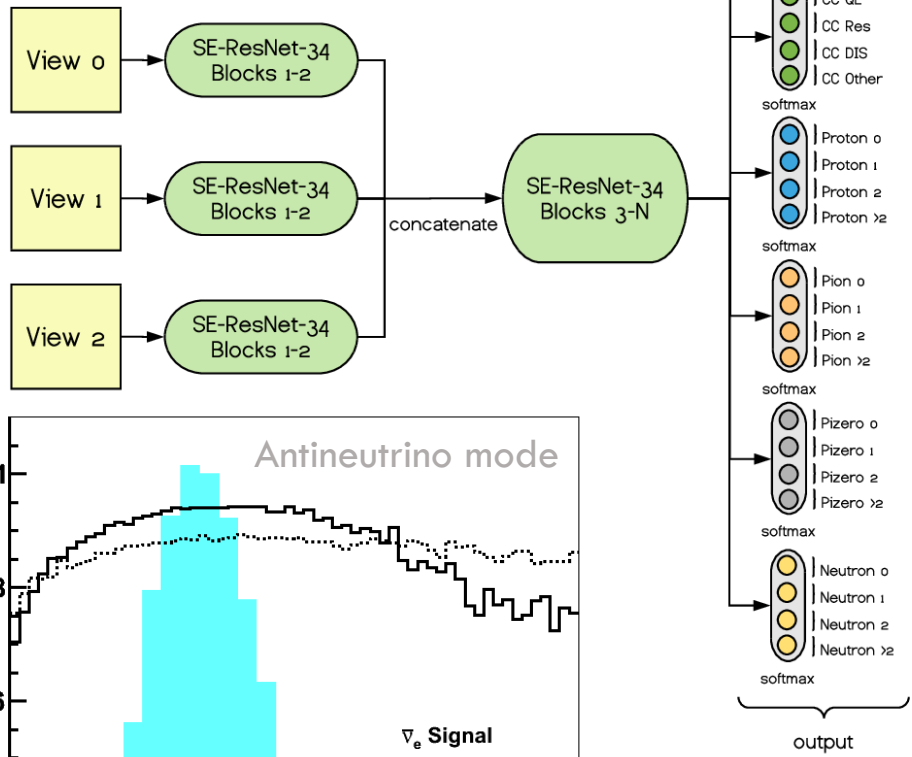 View 0
SE-ResNet-34
Blocks 1-2
View 1
SE-ResNet-34
Blocks 1-2
View 2
SE-ResNet-34
Blocks 1-2
concatenate
SE-ResNet-34
Blocks 3-N
CC QE
CC Res
CC DIS
CC Other
softmax
Proton 0
Proton 1
Proton 2
Proton >2
softmax
Pion 0
Pion 1
Pion 2
Pion >2
softmax
Pizero 0
Pizero 1
Pizero 2
Pizero >2
softmax
Neutron 0
Neutron 1
Neutron 2
Neutron >2
softmax
output
Antineutrino mode
ν̅e Signal